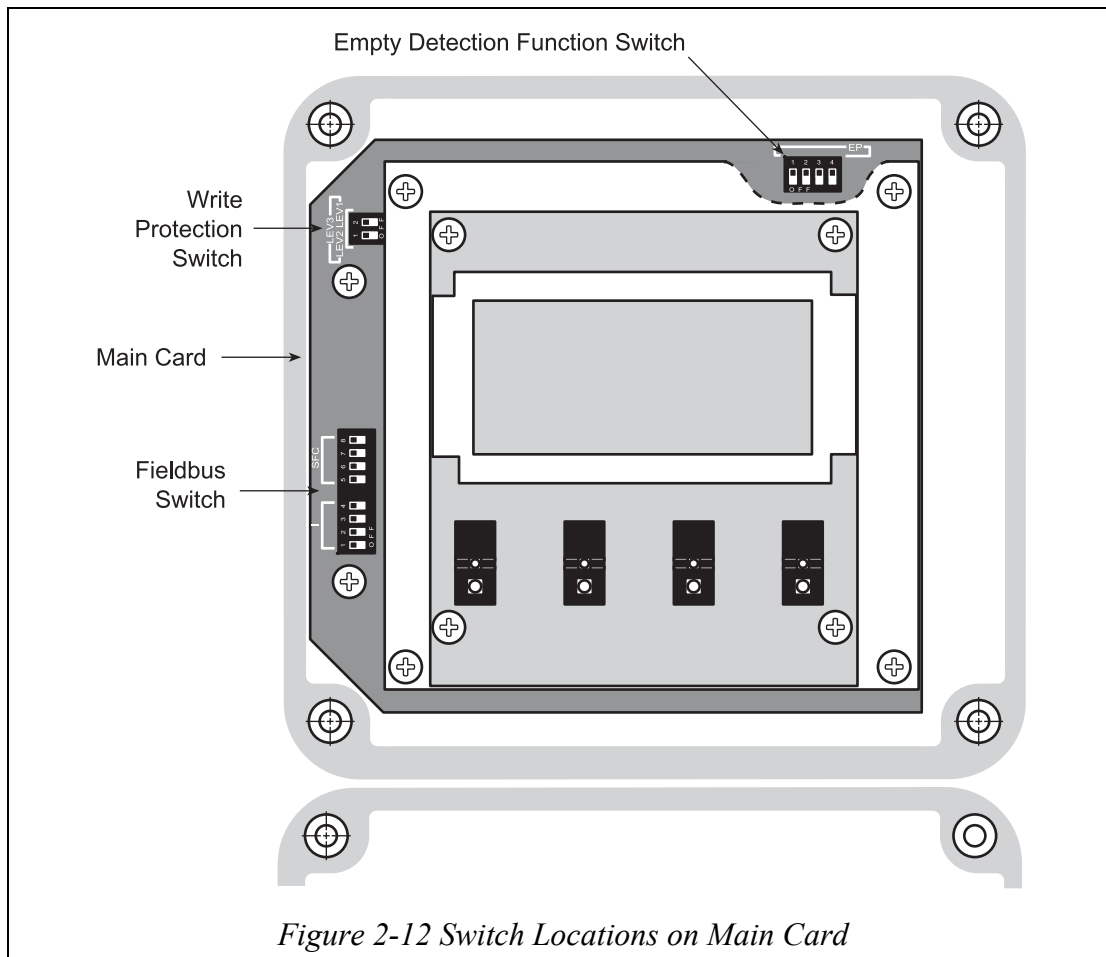 Empty Detection Function Switch
EP
1 2 3 4
OFF
Write
Protection
Switch
LEV3
LEV2 LEV1
1 2
OFF
Main Card
SFC
8
7
6
5
Fieldbus
Switch
I
4
3
2
1
OFF
Figure 2-12 Switch Locations on Main Card